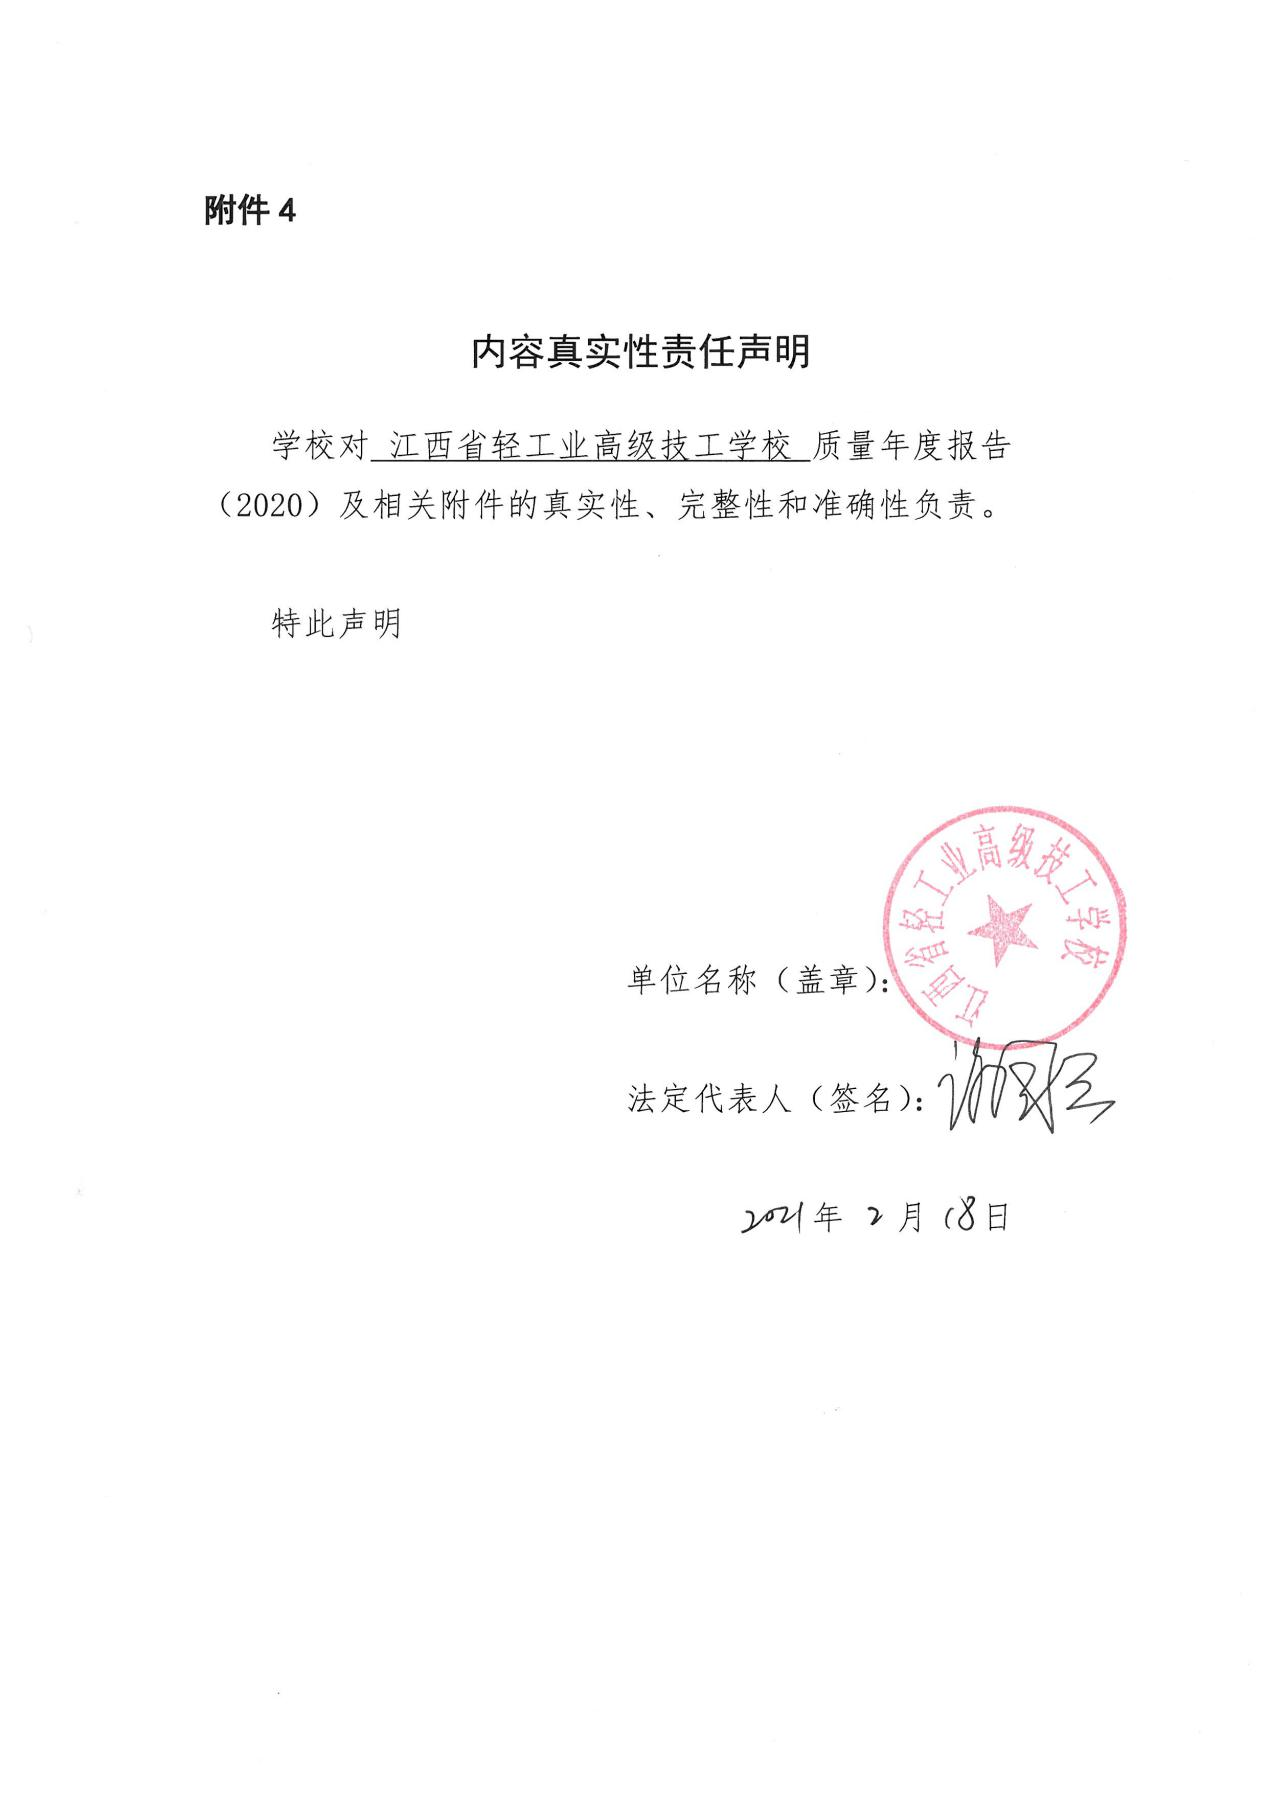 附件 4
内容真实性责任声明
学校对 江西省轻工业高级技工学校 质量年度报告
（2020）及相关附件的真实性、完整性和准确性负责。
特此声明
江西省轻工业高级技工学校
单位名称（盖章）：
法定代表人（签名）：
2021年 2 月 18日